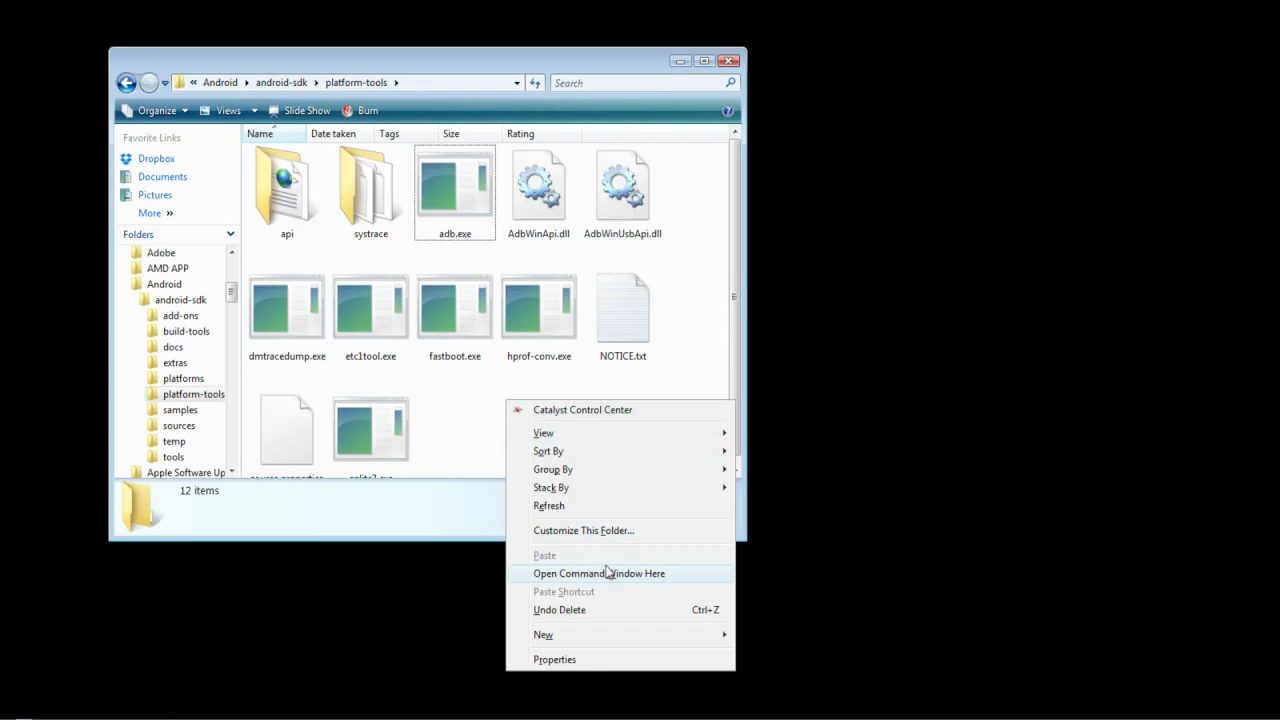 « Android android-sdk platform-tools
Search
Organize Views Slide Show Burn
Favorite Links
Dropbox
Documents
Pictures
More »
Folders
Adobe
AMD APP
Android
android-sdk
add-ons
build-tools
docs
extras
platforms
platform-tools
samples
sources
temp
tools
Apple Software Up
Name Date taken Tags Size Rating
api systrace adb.exe AdbWinApi.dll AdbWinUsbApi.dll
dmtracedump.exe etc1tool.exe fastboot.exe hprof-conv.exe NOTICE.txt
12 items
Catalyst Control Center
View
Sort By
Group By
Stack By
Refresh
Customize This Folder...
Paste
Open Command Window Here
Paste Shortcut
Undo Delete Ctrl+Z
New
Properties